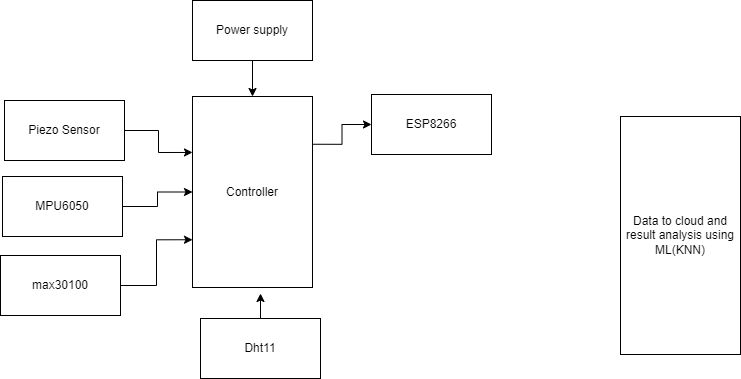 Power supply
Piezo Sensor
ESP8266
MPU6050
Controller
max30100
Dht11
Data to cloud and
result analysis using
ML(KNN)